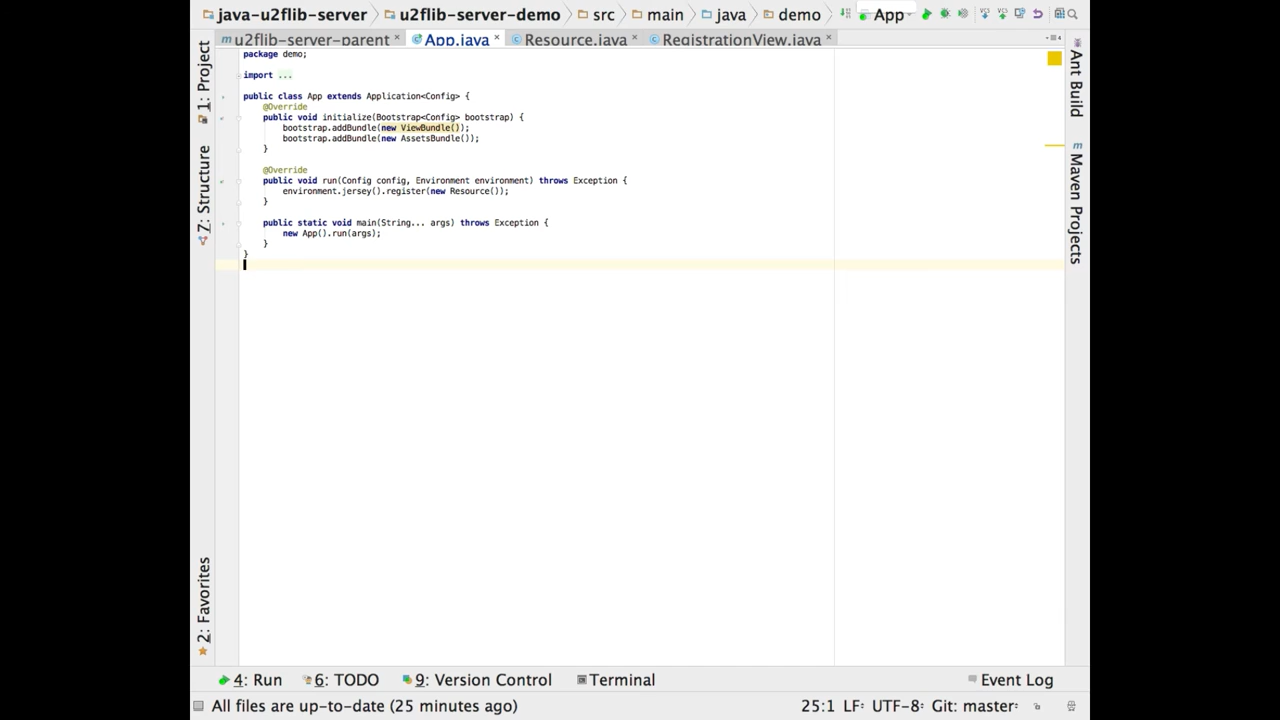 java-u2flib-server u2flib-server-demo src main java demo App
u2flib-server-parent App.java Resource.java RegistrationView.java
1: Project
Z: Structure
2: Favorites
Ant Build
Maven Projects
package demo;
import ...
public class App extends Application<Config> {
@Override
public void initialize(Bootstrap<Config> bootstrap) {
bootstrap.addBundle(new ViewBundle());
bootstrap.addBundle(new AssetsBundle());
}
@Override
public void run(Config config, Environment environment) throws Exception {
environment.jersey().register(new Resource());
}
public static void main(String... args) throws Exception {
new App().run(args);
}
}
4: Run 6: TODO 9: Version Control Terminal Event Log
All files are up-to-date (25 minutes ago) 25:1 LF÷ UTF-8÷ Git: master÷